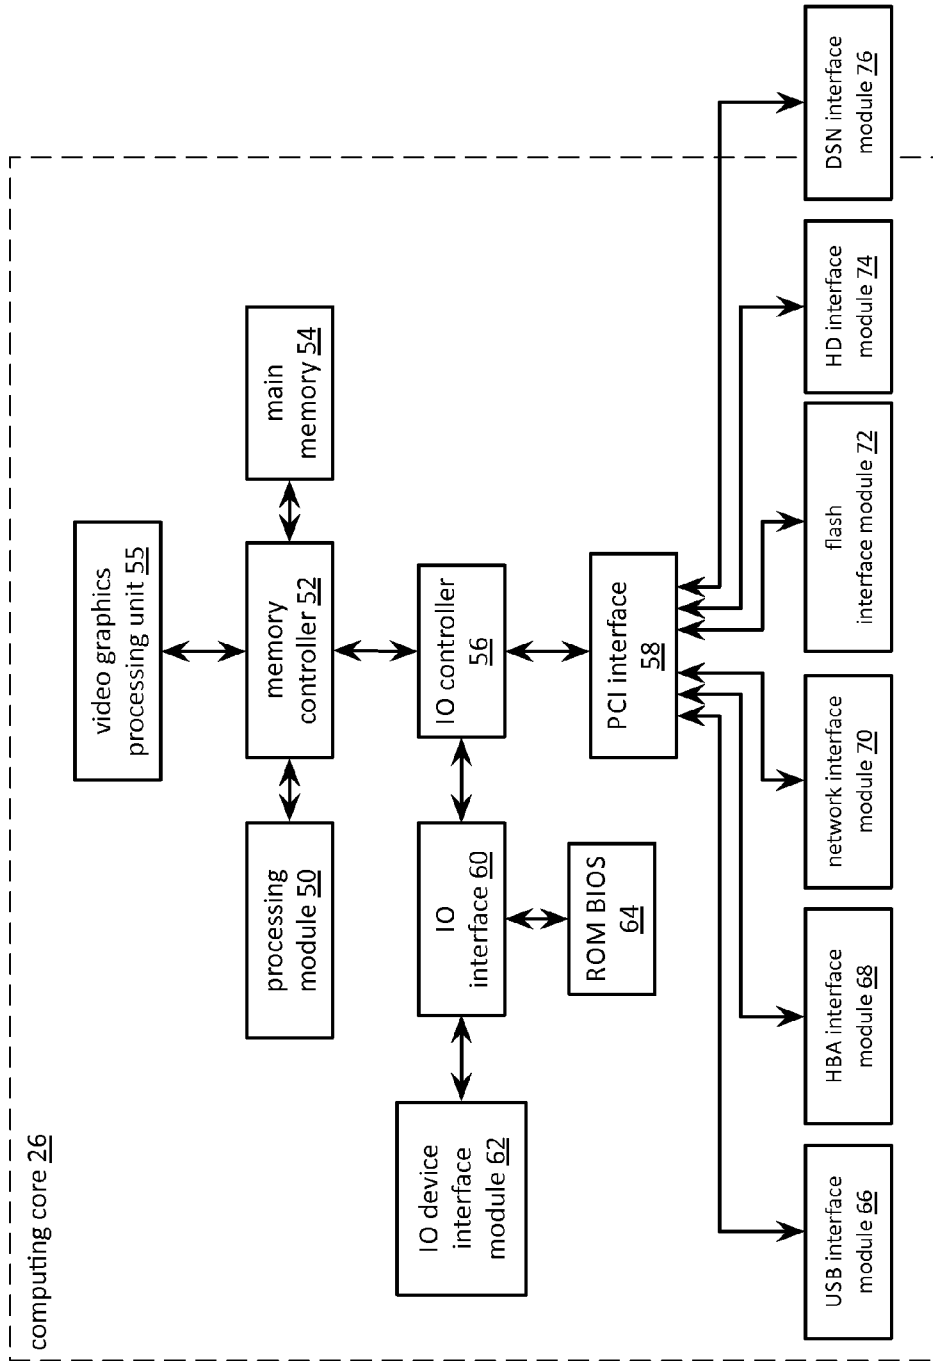 computing core 26
video graphics
processing unit 55
processing
module 50
memory
controller 52
main
memory 54
IO device
interface
module 62
IO
interface 60
IO controller
56
ROM BIOS
64
PCI interface
58
USB interface
module 66
HBA interface
module 68
network interface
module 70
flash
interface module 72
HD interface
module 74
DSN interface
module 76